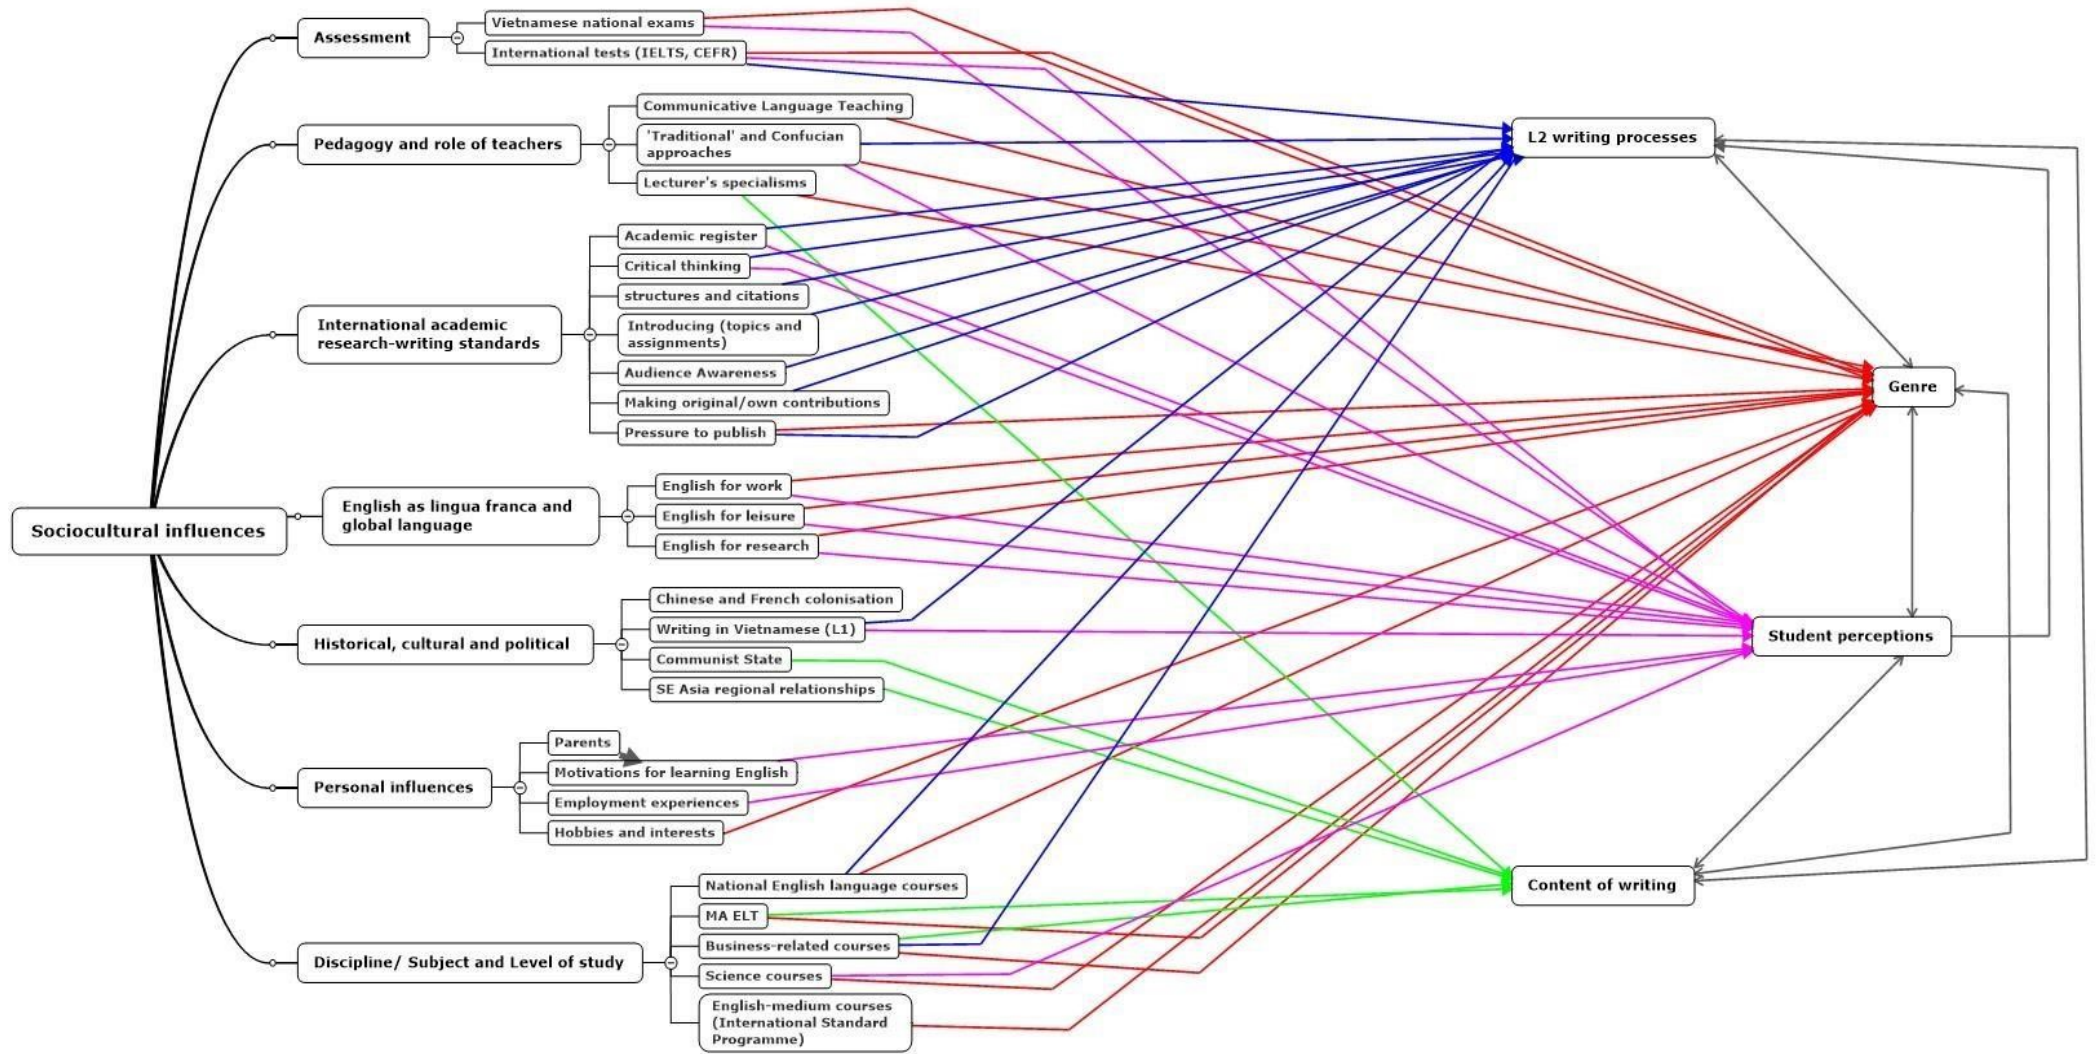 Sociocultural influences
Assessment
Vietnamese national exams
International tests (IELTS, CEFR)
Pedagogy and role of teachers
Communicative Language Teaching
'Traditional' and Confucian
approaches
Lecturer's specialisms
International academic
research-writing standards
Academic register
Critical thinking
structures and citations
Introducing (topics and
assignments)
Audience Awareness
Making original/own contributions
Pressure to publish
English as lingua franca and
global language
English for work
English for leisure
English for research
Historical, cultural and political
Chinese and French colonisation
Writing in Vietnamese (L1)
Communist State
SE Asia regional relationships
Personal influences
Parents
Motivations for learning English
Employment experiences
Hobbies and interests
Discipline/ Subject and Level of study
National English language courses
MA ELT
Business-related courses
Science courses
English-medium courses
(International Standard
Programme)
L2 writing processes
Genre
Student perceptions
Content of writing